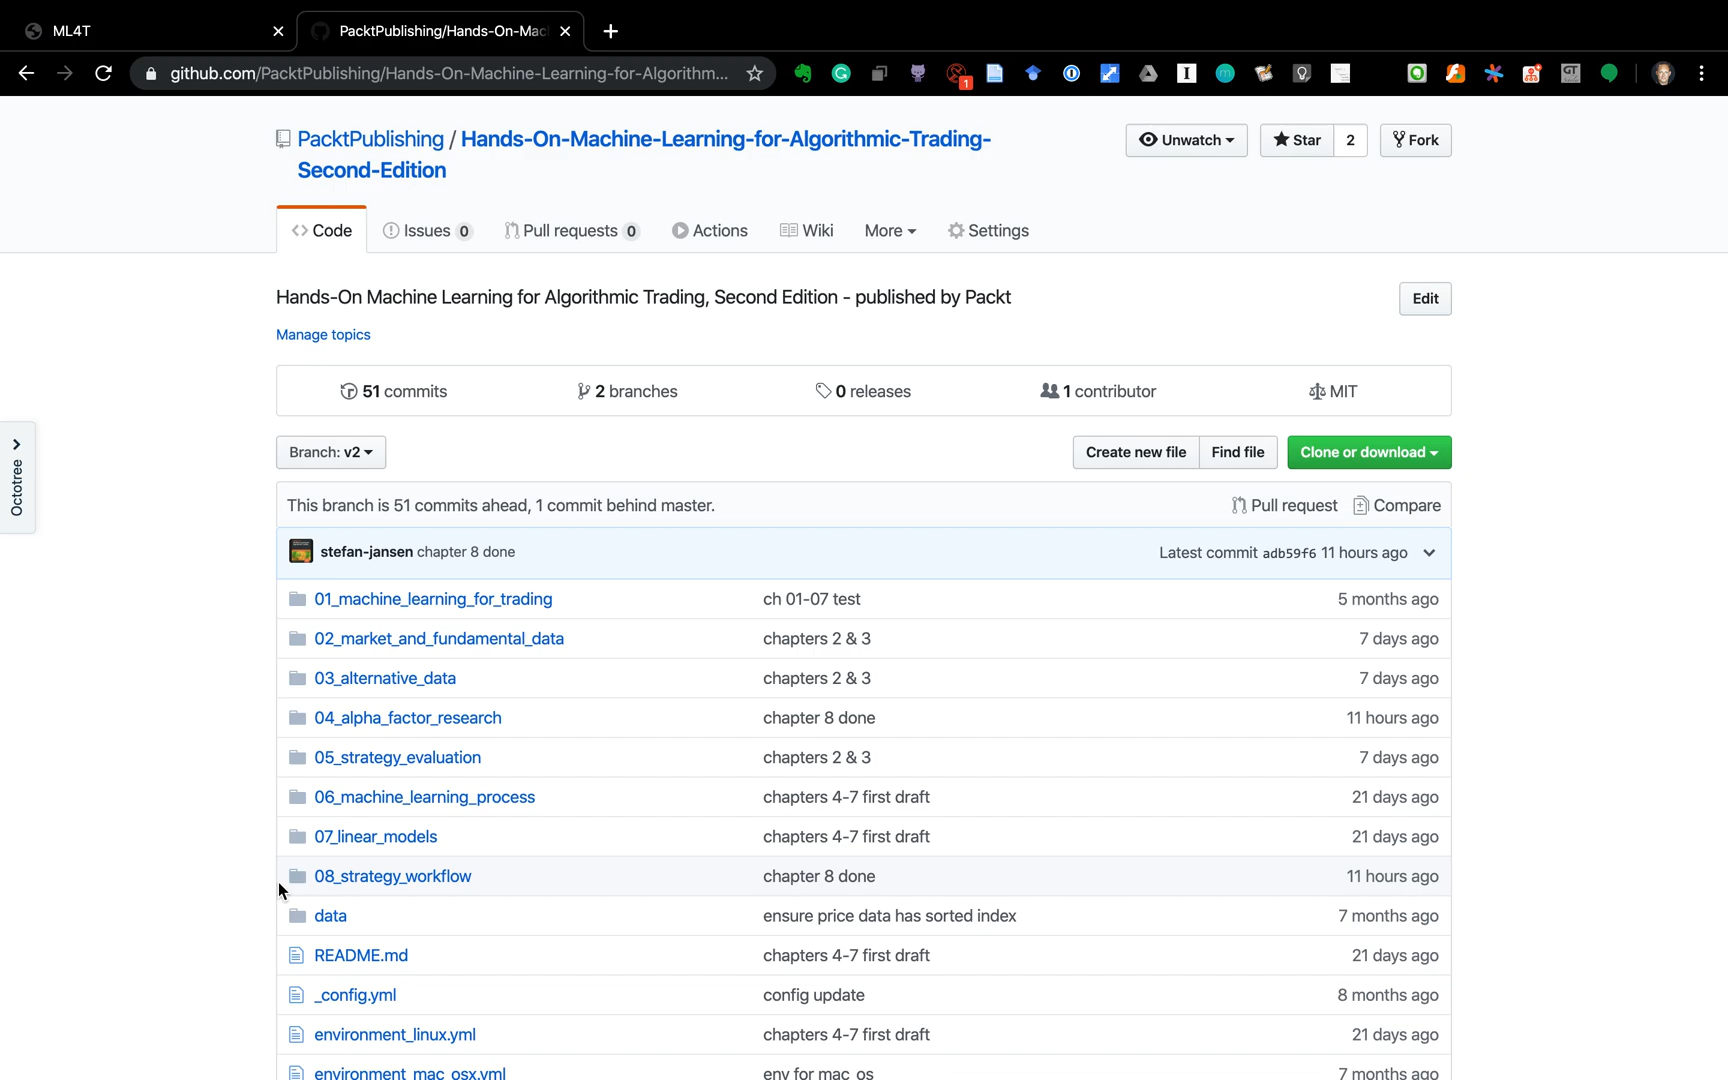 ML4T
PacktPublishing/Hands-On-Mac
github.com/PacktPublishing/Hands-On-Machine-Learning-for-Algorithm...
1
GT
PacktPublishing / Hands-On-Machine-Learning-for-Algorithmic-Trading-
Second-Edition
Unwatch
Star 2
Fork
Code
Issues 0
Pull requests 0
Actions
Wiki
More
Settings
Hands-On Machine Learning for Algorithmic Trading, Second Edition - published by Packt
Edit
Manage topics
51 commits
2 branches
0 releases
1 contributor
MIT
Octotree
Branch: v2
Create new file
Find file
Clone or download
This branch is 51 commits ahead, 1 commit behind master.
Pull request
Compare
stefan-jansen chapter 8 done
Latest commit adb59f6 11 hours ago
01_machine_learning_for_trading ch 01-07 test 5 months ago
02_market_and_fundamental_data chapters 2 & 3 7 days ago
03_alternative_data chapters 2 & 3 7 days ago
04_alpha_factor_research chapter 8 done 11 hours ago
05_strategy_evaluation chapters 2 & 3 7 days ago
06_machine_learning_process chapters 4-7 first draft 21 days ago
07_linear_models chapters 4-7 first draft 21 days ago
08_strategy_workflow chapter 8 done 11 hours ago
data ensure price data has sorted index 7 months ago
README.md chapters 4-7 first draft 21 days ago
_config.yml config update 8 months ago
environment_linux.yml chapters 4-7 first draft 21 days ago
environment_mac_osx.yml env for mac os 7 months ago